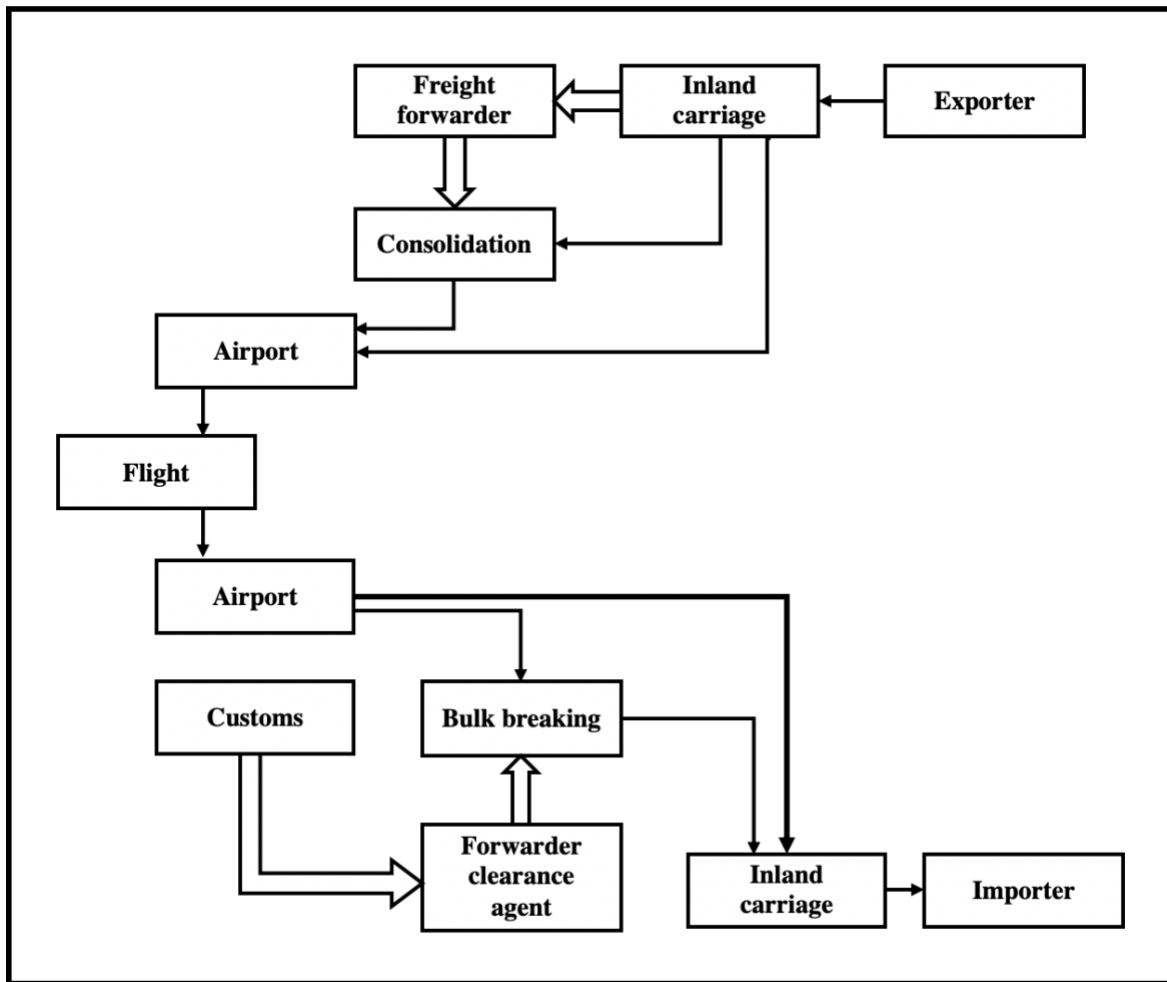 Freight
forwarder
Inland
carriage
Exporter
Consolidation
Airport
Flight
Airport
Customs
Bulk breaking
Forwarder
clearance
agent
Inland
carriage
Importer